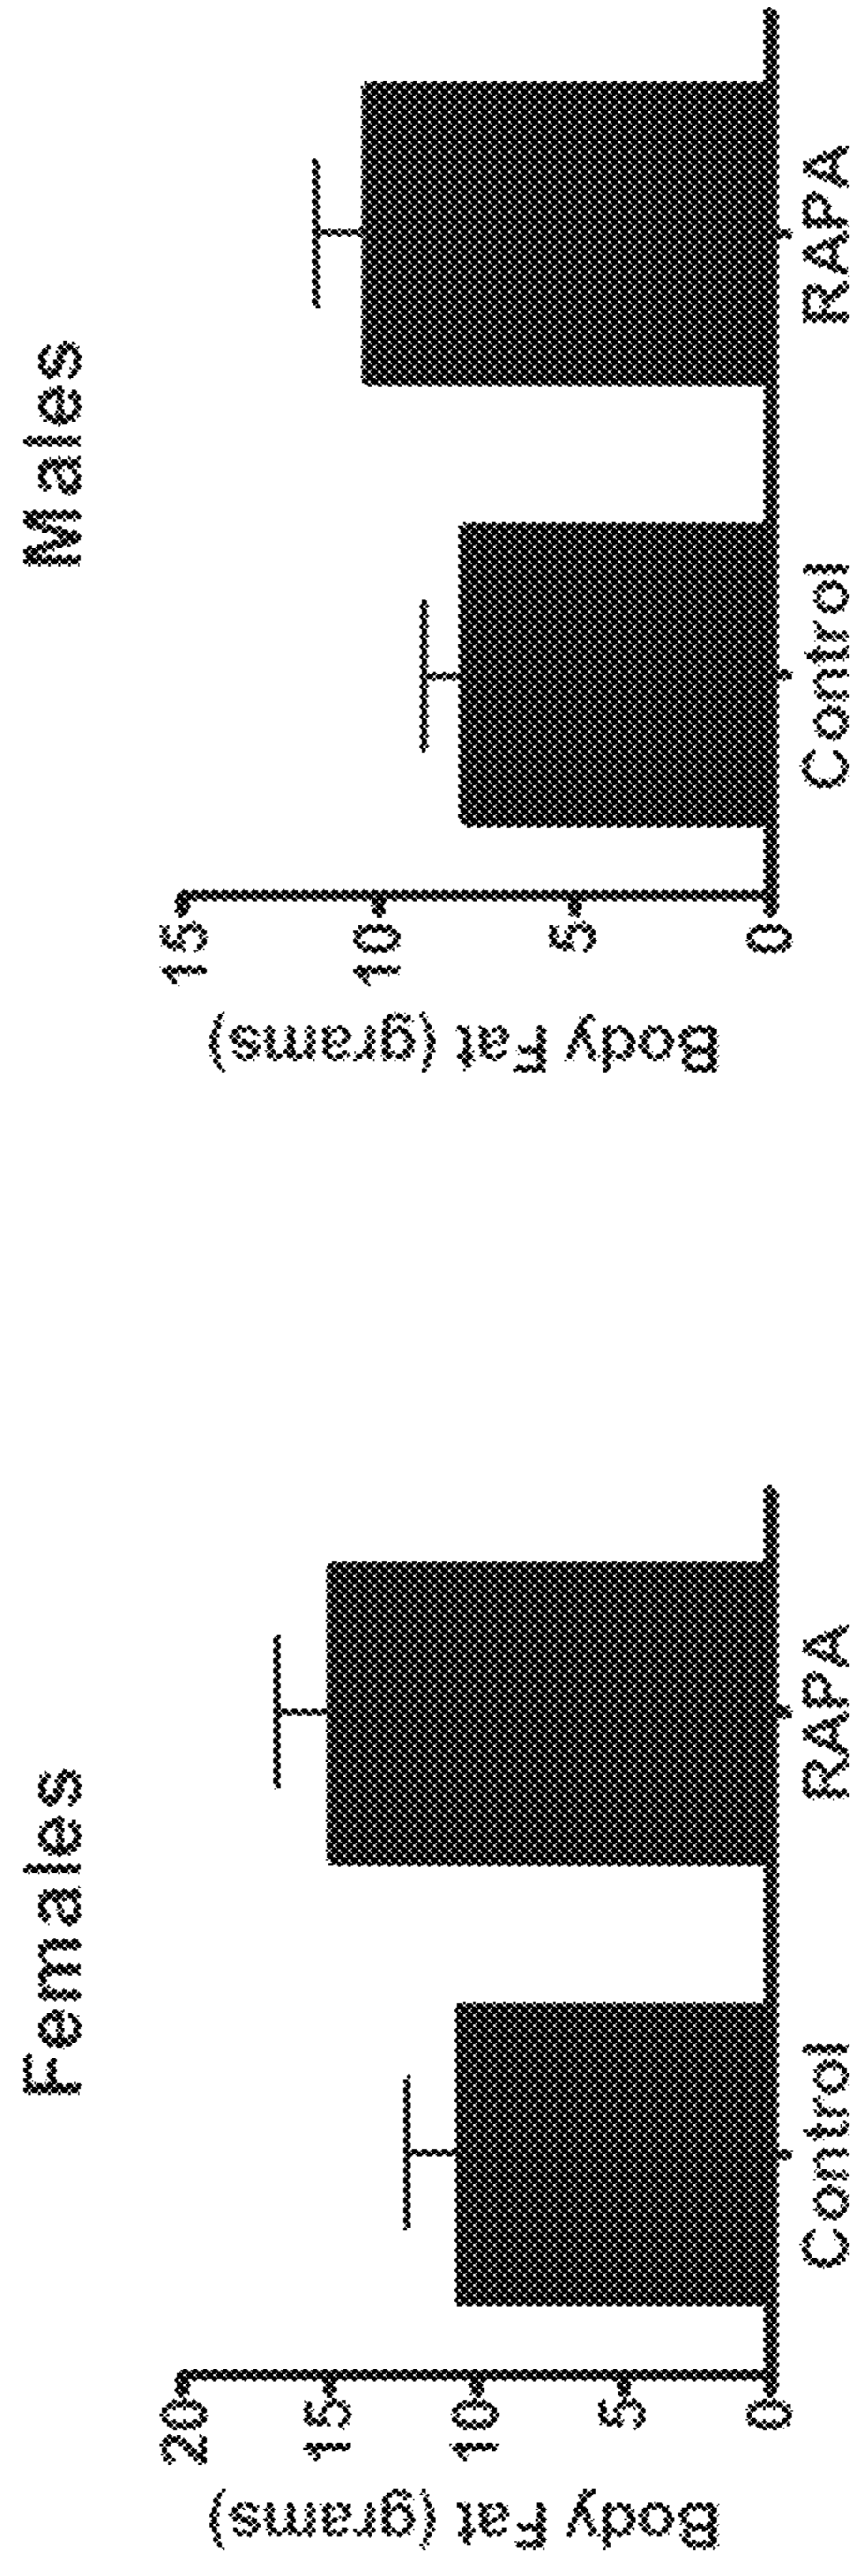 Females
Body Fat (grams)
20
15
10
5
0
Control
RAPA
Males
Body Fat (grams)
15
10
5
0
Control
RAPA